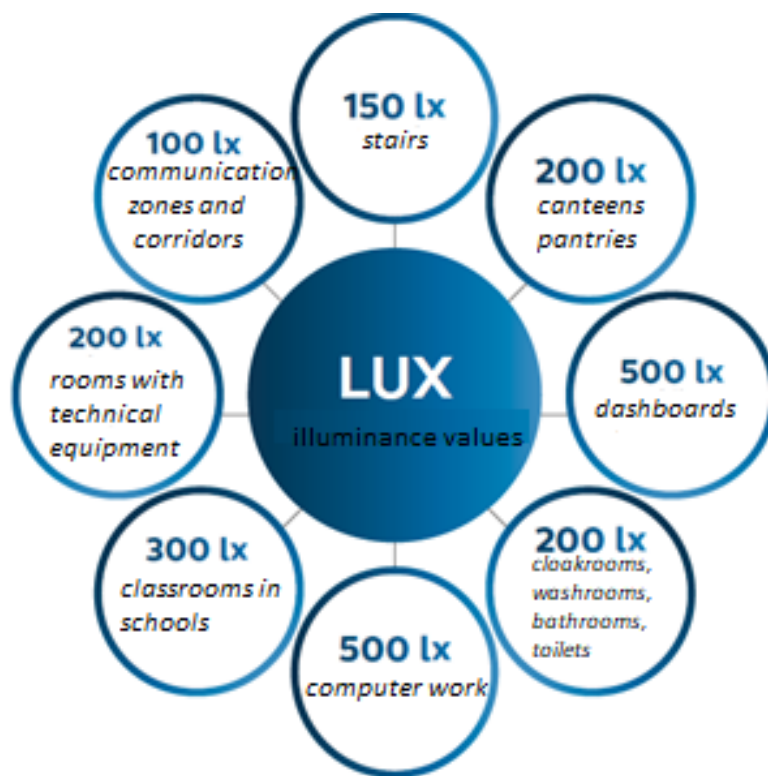 150 lx
stairs
200 lx
canteens
pantries
500 lx
dashboards
200 lx
cloakrooms,
washrooms,
bathrooms,
toilets
500 lx
computer work
300 lx
classrooms in
schools
200 lx
rooms with
technical
equipment
100 lx
communication
zones and
corridors
LUX
illuminance values